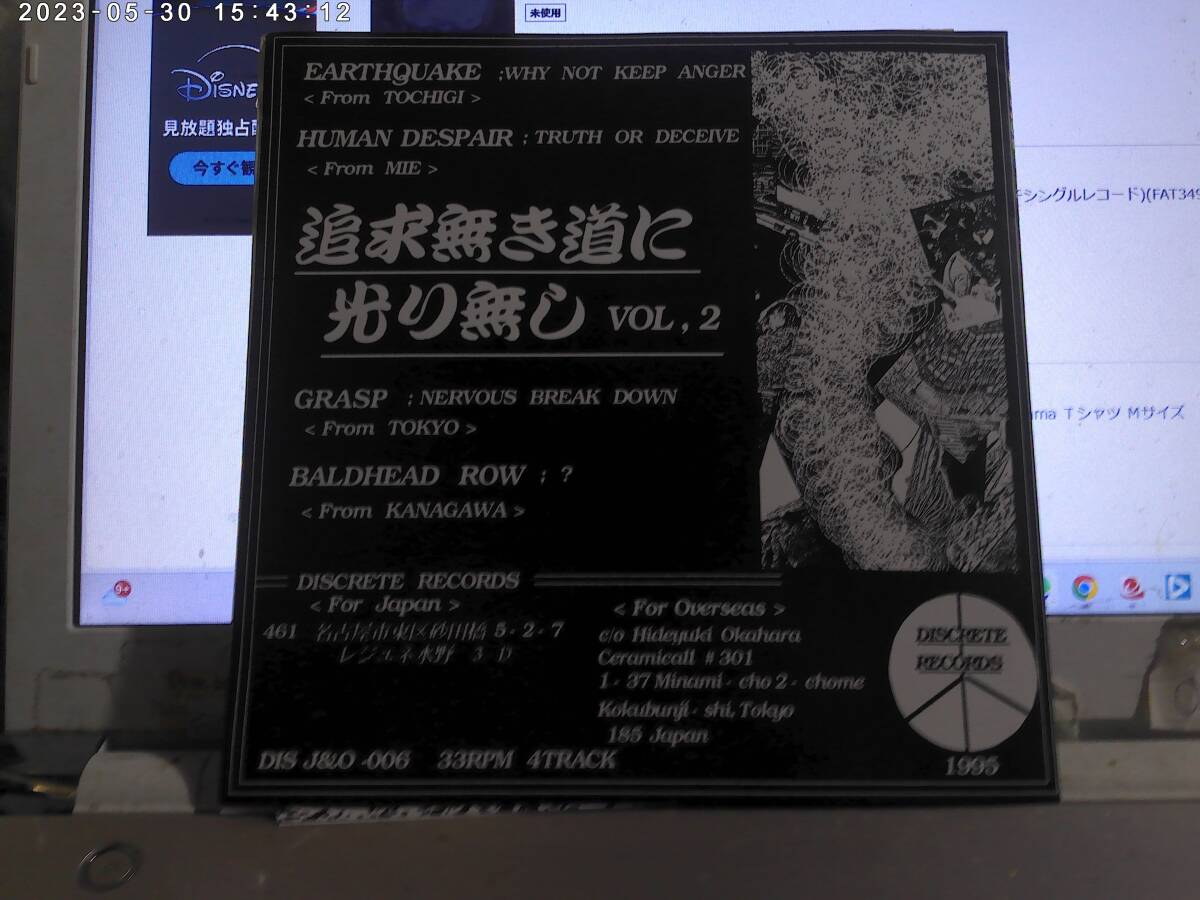 2023-05-30 15:43:12
未使用
DISNE
見放題独占配
今すぐ観
EARTHQUAKE ;WHY NOT KEEP ANGER
< From TOCHIGI >
HUMAN DESPAIR : TRUTH OR DECEIVE
< From MIE >
追求無き道に
光り無し VOL, 2
GRASP : NERVOUS BREAK DOWN
< From TOKYO >
BALDHEAD ROW ; ?
< From KANAGAWA >
シングルレコード)(FAT349
ama Tシャツ Mサイズ
9+
DISCRETE RECORDS
< For Japan >
461 名古屋市東区砂田橋 5-2-7
レジュネ水野 3 D
< For Overseas >
c/o Hideyuki Okahara
Ceramicall #301
1-37 Minami-cho 2-chome
Kokubunji-shi, Tokyo
185 Japan
DISCRETE
RECORDS
DIS J&O -006 33RPM 4TRACK
1995